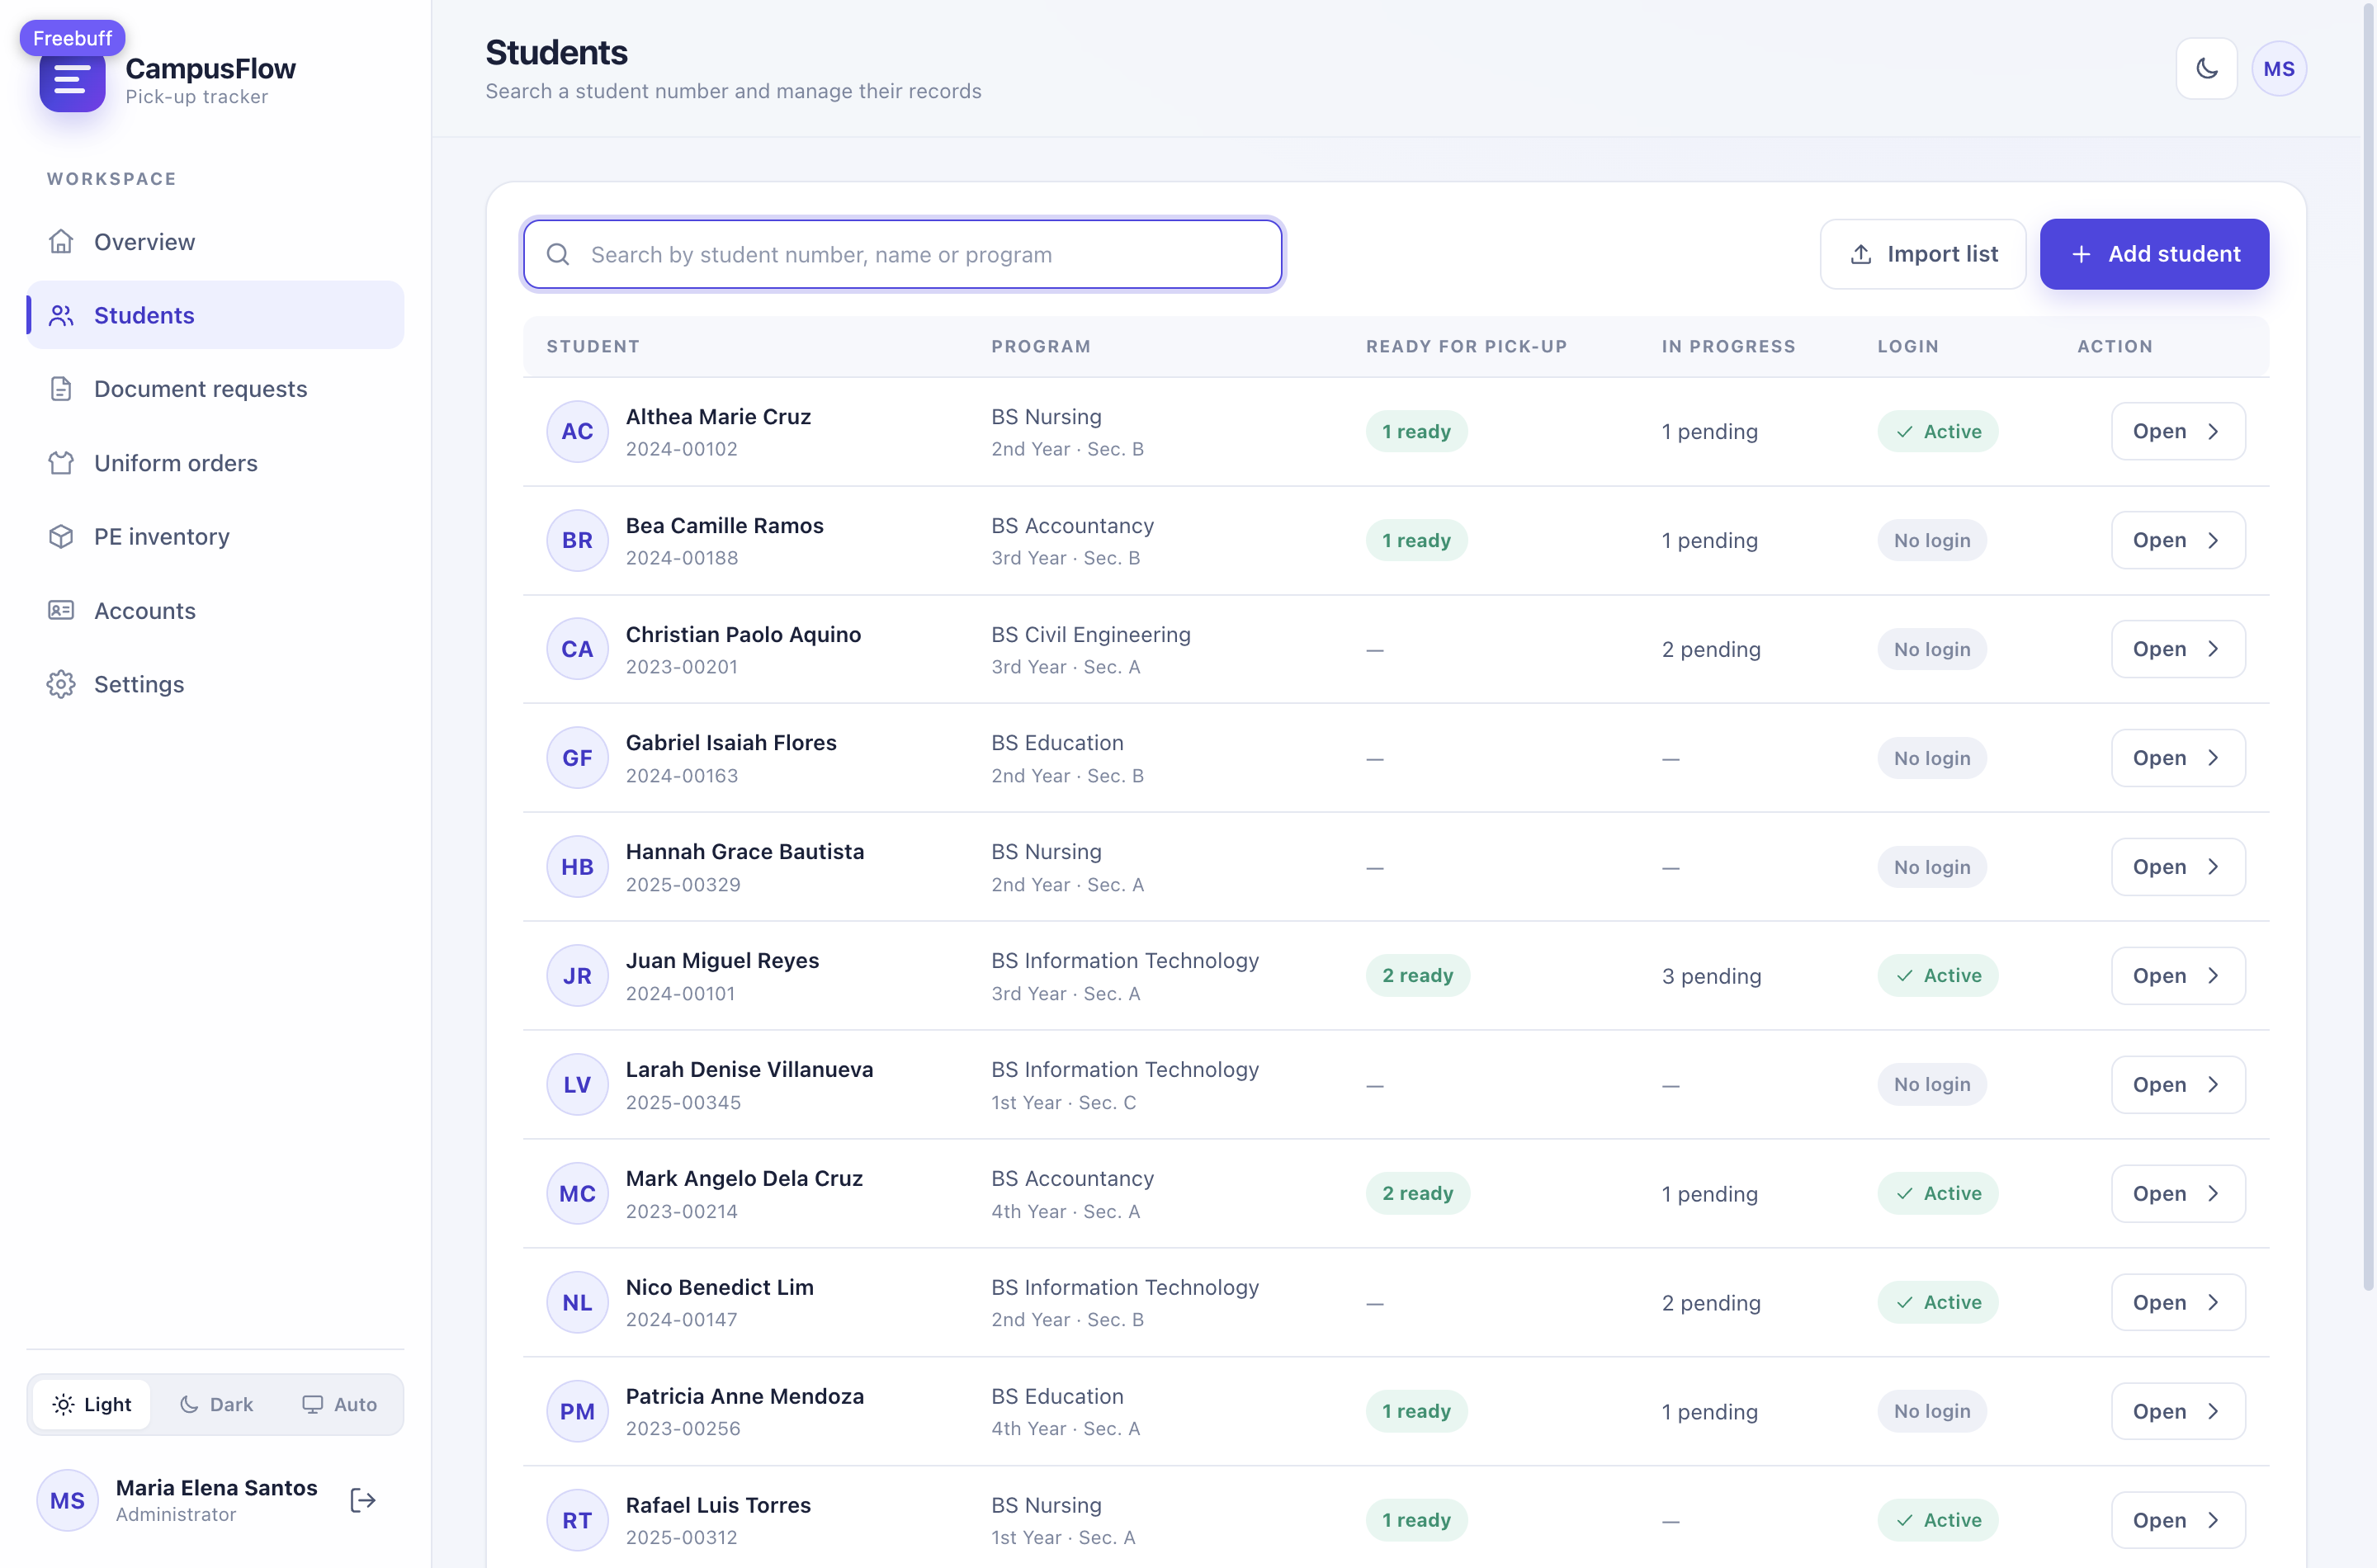 Freebuff
CampusFlow
Pick-up tracker
WORKSPACE
Overview
Students
Document requests
Uniform orders
PE inventory
Accounts
Settings
Light Dark Auto
MS
Maria Elena Santos
Administrator
Students
Search a student number and manage their records
MS
Search by student number, name or program
Import list
Add student
STUDENT PROGRAM READY FOR PICK-UP IN PROGRESS LOGIN ACTION
AC Althea Marie Cruz BS Nursing 1 ready 1 pending Active Open
2024-00102 2nd Year · Sec. B
BR Bea Camille Ramos BS Accountancy 1 ready 1 pending No login Open
2024-00188 3rd Year · Sec. B
CA Christian Paolo Aquino BS Civil Engineering — 2 pending No login Open
2023-00201 3rd Year · Sec. A
GF Gabriel Isaiah Flores BS Education — — No login Open
2024-00163 2nd Year · Sec. B
HB Hannah Grace Bautista BS Nursing — — No login Open
2025-00329 2nd Year · Sec. A
JR Juan Miguel Reyes BS Information Technology 2 ready 3 pending Active Open
2024-00101 3rd Year · Sec. A
LV Larah Denise Villanueva BS Information Technology — — No login Open
2025-00345 1st Year · Sec. C
MC Mark Angelo Dela Cruz BS Accountancy 2 ready 1 pending Active Open
2023-00214 4th Year · Sec. A
NL Nico Benedict Lim BS Information Technology — 2 pending Active Open
2024-00147 2nd Year · Sec. B
PM Patricia Anne Mendoza BS Education 1 ready 1 pending No login Open
2023-00256 4th Year · Sec. A
RT Rafael Luis Torres BS Nursing 1 ready — Active Open
2025-00312 1st Year · Sec. A